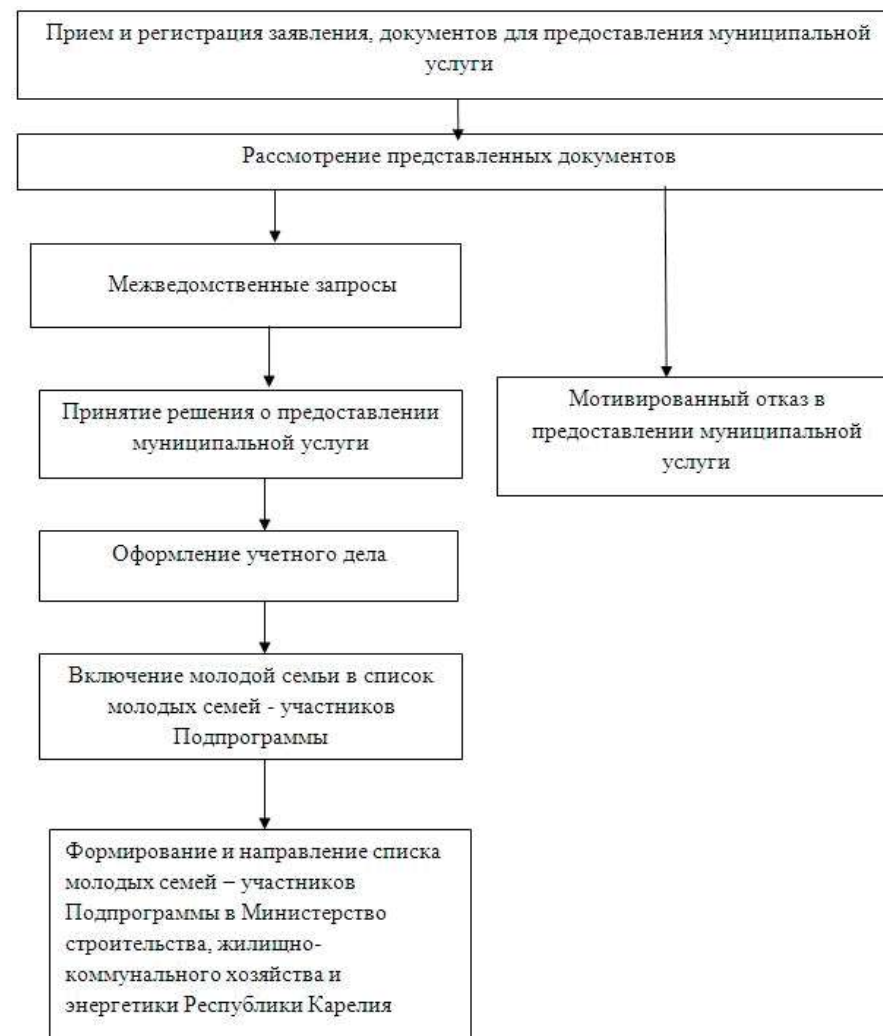 Прием и регистрация заявления, документов для предоставления муниципальной
услуги
Рассмотрение представленных документов
Межведомственные запросы
Принятие решения о предоставлении
муниципальной услуги
Мотивированный отказ в
предоставлении муниципальной
услуги
Оформление учетного дела
Включение молодой семьи в список
молодых семей - участников
Подпрограммы
Формирование и направление списка
молодых семей – участников
Подпрограммы в Министерство
строительства, жилищно-
коммунального хозяйства и
энергетики Республики Карелия